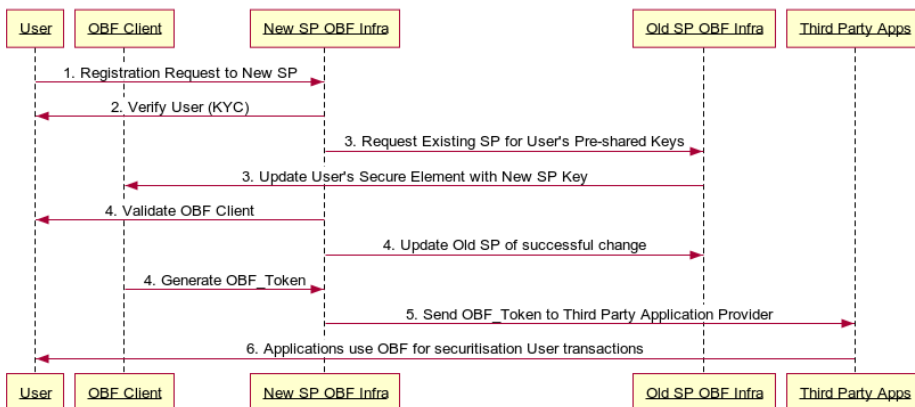 User OBF Client New SP OBF Infra Old SP OBF Infra Third Party Apps
1. Registration Request to New SP
2. Verify User (KYC)
3. Request Existing SP for User's Pre-shared Keys
3. Update User's Secure Element with New SP Key
4. Validate OBF Client
4. Update Old SP of successful change
4. Generate OBF_Token
5. Send OBF_Token to Third Party Application Provider
6. Applications use OBF for securitisation User transactions
User OBF Client New SP OBF Infra Old SP OBF Infra Third Party Apps